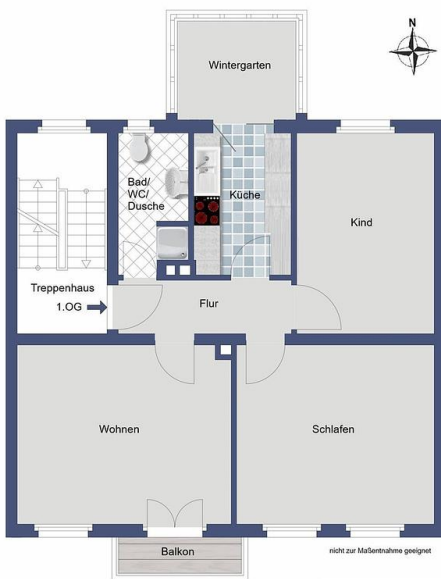 N
Wintergarten
Bad/
WC/
Dusche
Küche
Kind
Treppenhaus
1.OG
Flur
Wohnen
Schlafen
Balkon
nicht zur Maßentnahme geeignet